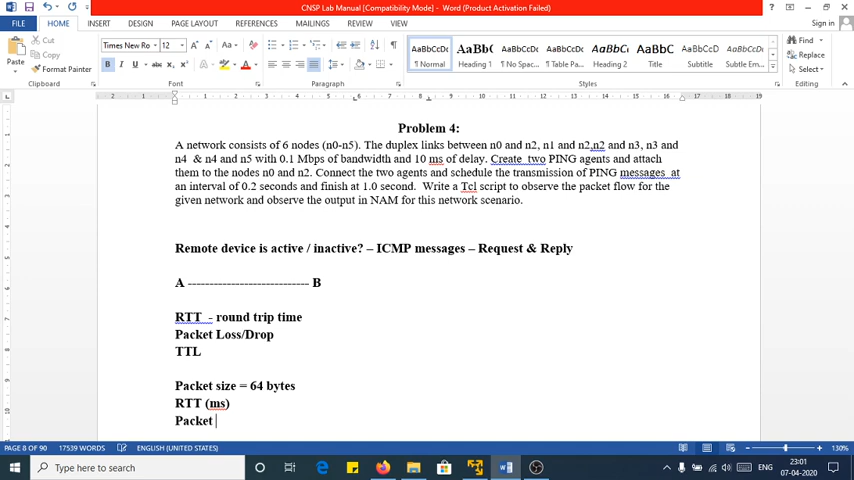 CNSP Lab Manual [Compatibility Mode] - Word (Product Activation Failed)
FILE HOME INSERT DESIGN PAGE LAYOUT REFERENCES MAILINGS REVIEW VIEW Sign in
Cut
Copy
Format Painter
Paste
Clipboard
Times New Ro 12
Font
Paragraph
AaBbCcDc AaBbC AaBbCcDc AaBbCcDc AaBbCc AaBbC AaBbCcD AaBbCcDc
¶ Normal Heading 1 ¶ No Spac... ¶ Table Pa... Heading 2 Title Subtitle Subtle Em...
Styles
Find
Replace
Select
Editing
Problem 4:
A network consists of 6 nodes (n0-n5). The duplex links between n0 and n2, n1 and n2,n2 and n3, n3 and
n4 & n4 and n5 with 0.1 Mbps of bandwidth and 10 ms of delay. Create two PING agents and attach
them to the nodes n0 and n2. Connect the two agents and schedule the transmission of PING messages at
an interval of 0.2 seconds and finish at 1.0 second. Write a Tcl script to observe the packet flow for the
given network and observe the output in NAM for this network scenario.
Remote device is active / inactive? – ICMP messages – Request & Reply
A ---------------------------- B
RTT - round trip time
Packet Loss/Drop
TTL
Packet size = 64 bytes
RTT (ms)
Packet
PAGE 8 OF 90 17539 WORDS ENGLISH (UNITED STATES) 130%
Type here to search
ENG
23:01
07-04-2020